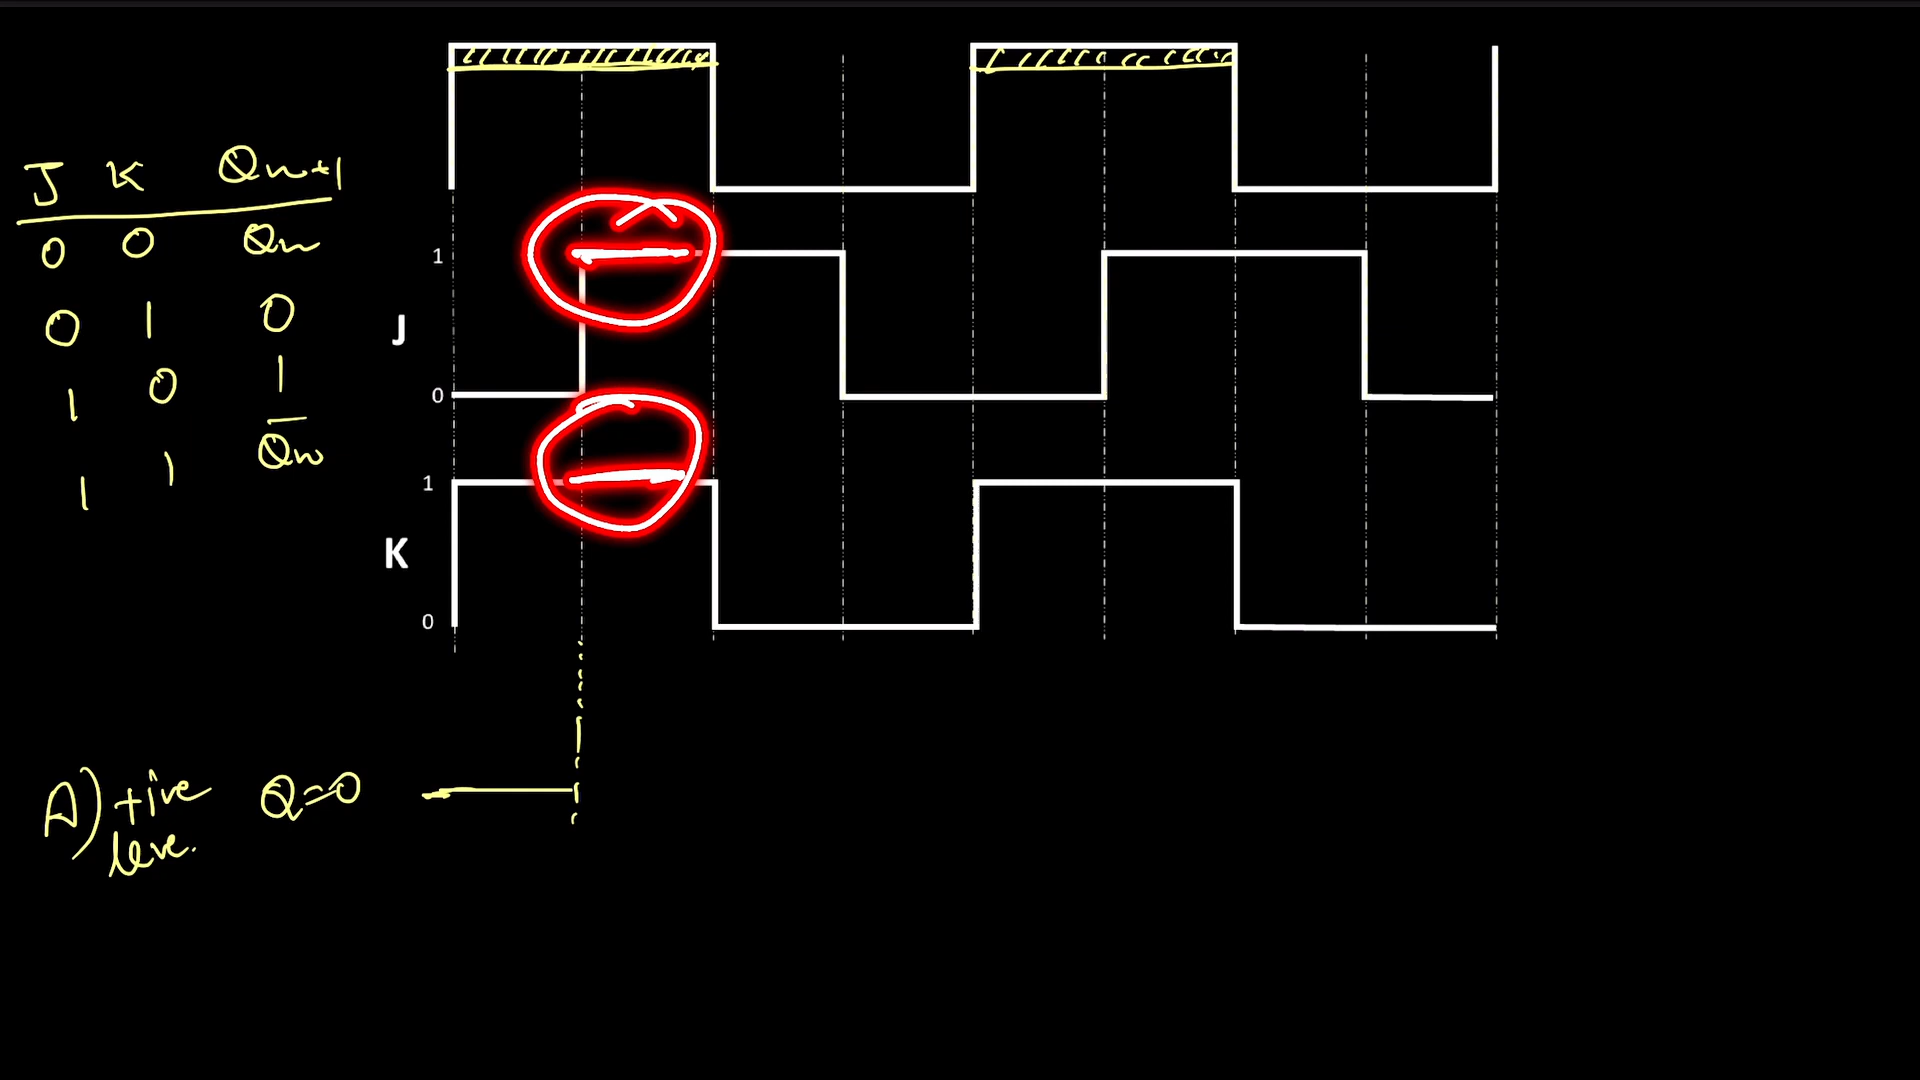 J K Qn+1
0 0 Qn
0 1 0
1 0 1
1 1 Q̅n
1
J
0
1
K
0
A) +ive Q=0
leve.